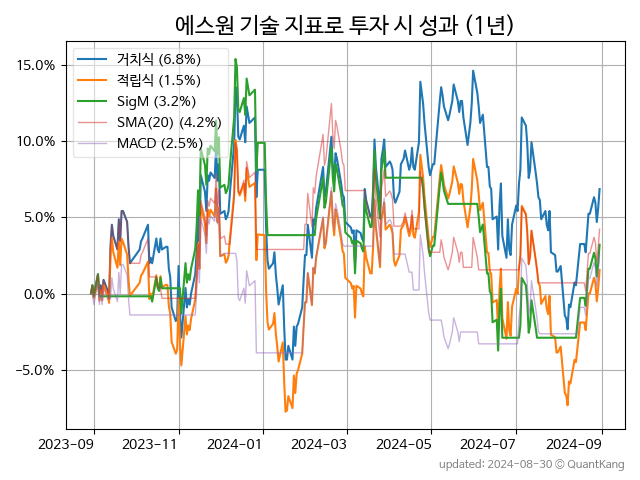 에스원 기술 지표로 투자 시 성과 (1년)
거치식 (6.8%)
적립식 (1.5%)
SigM (3.2%)
SMA(20) (4.2%)
MACD (2.5%)
15.0%
10.0%
5.0%
0.0%
−5.0%
2023-09 2023-11 2024-01 2024-03 2024-05 2024-07 2024-09
updated: 2024-08-30 © QuantKang